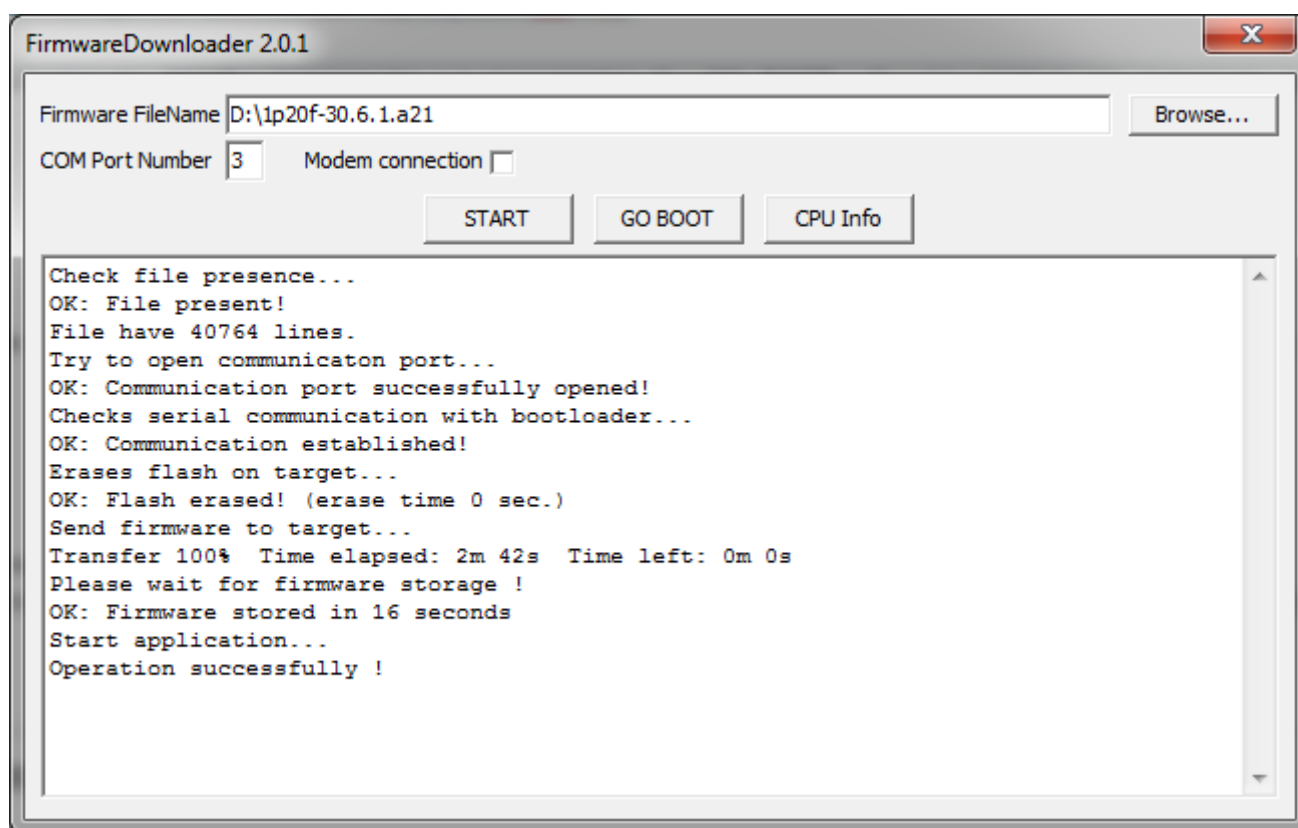 FirmwareDownloader 2.0.1
Firmware FileName D:\1p20f-30.6.1.a21 Browse...
COM Port Number 3 Modem connection
START GO BOOT CPU Info
Check file presence...
OK: File present!
File have 40764 lines.
Try to open communicaton port...
OK: Communication port successfully opened!
Checks serial communication with bootloader...
OK: Communication established!
Erases flash on target...
OK: Flash erased! (erase time 0 sec.)
Send firmware to target...
Transfer 100%  Time elapsed: 2m 42s  Time left: 0m 0s
Please wait for firmware storage !
OK: Firmware stored in 16 seconds
Start application...
Operation successfully !